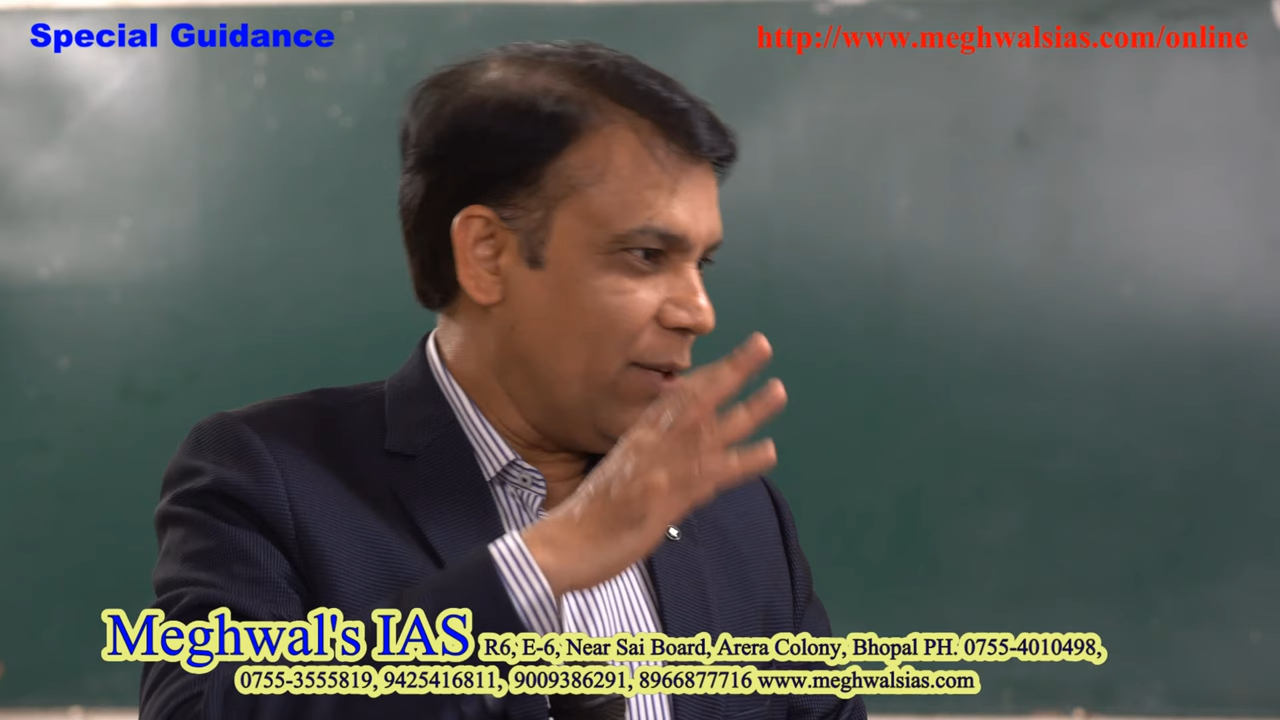 Special Guidance
http://www.meghwalsias.com/online
Meghwal's IAS R6, E-6, Near Sai Board, Arera Colony, Bhopal PH. 0755-4010498,
0755-3555819, 9425416811, 9009386291, 8966877716 www.meghwalsias.com